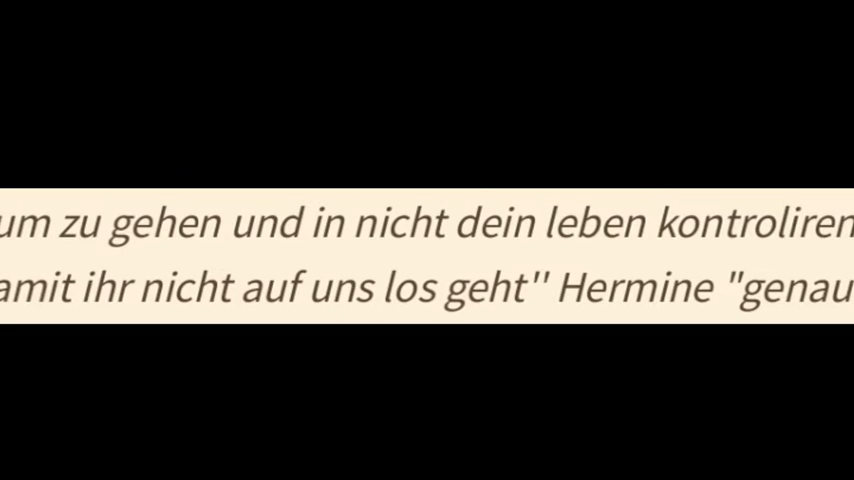 um zu gehen und in nicht dein leben kontroliren
amit ihr nicht auf uns los geht'' Hermine "genau